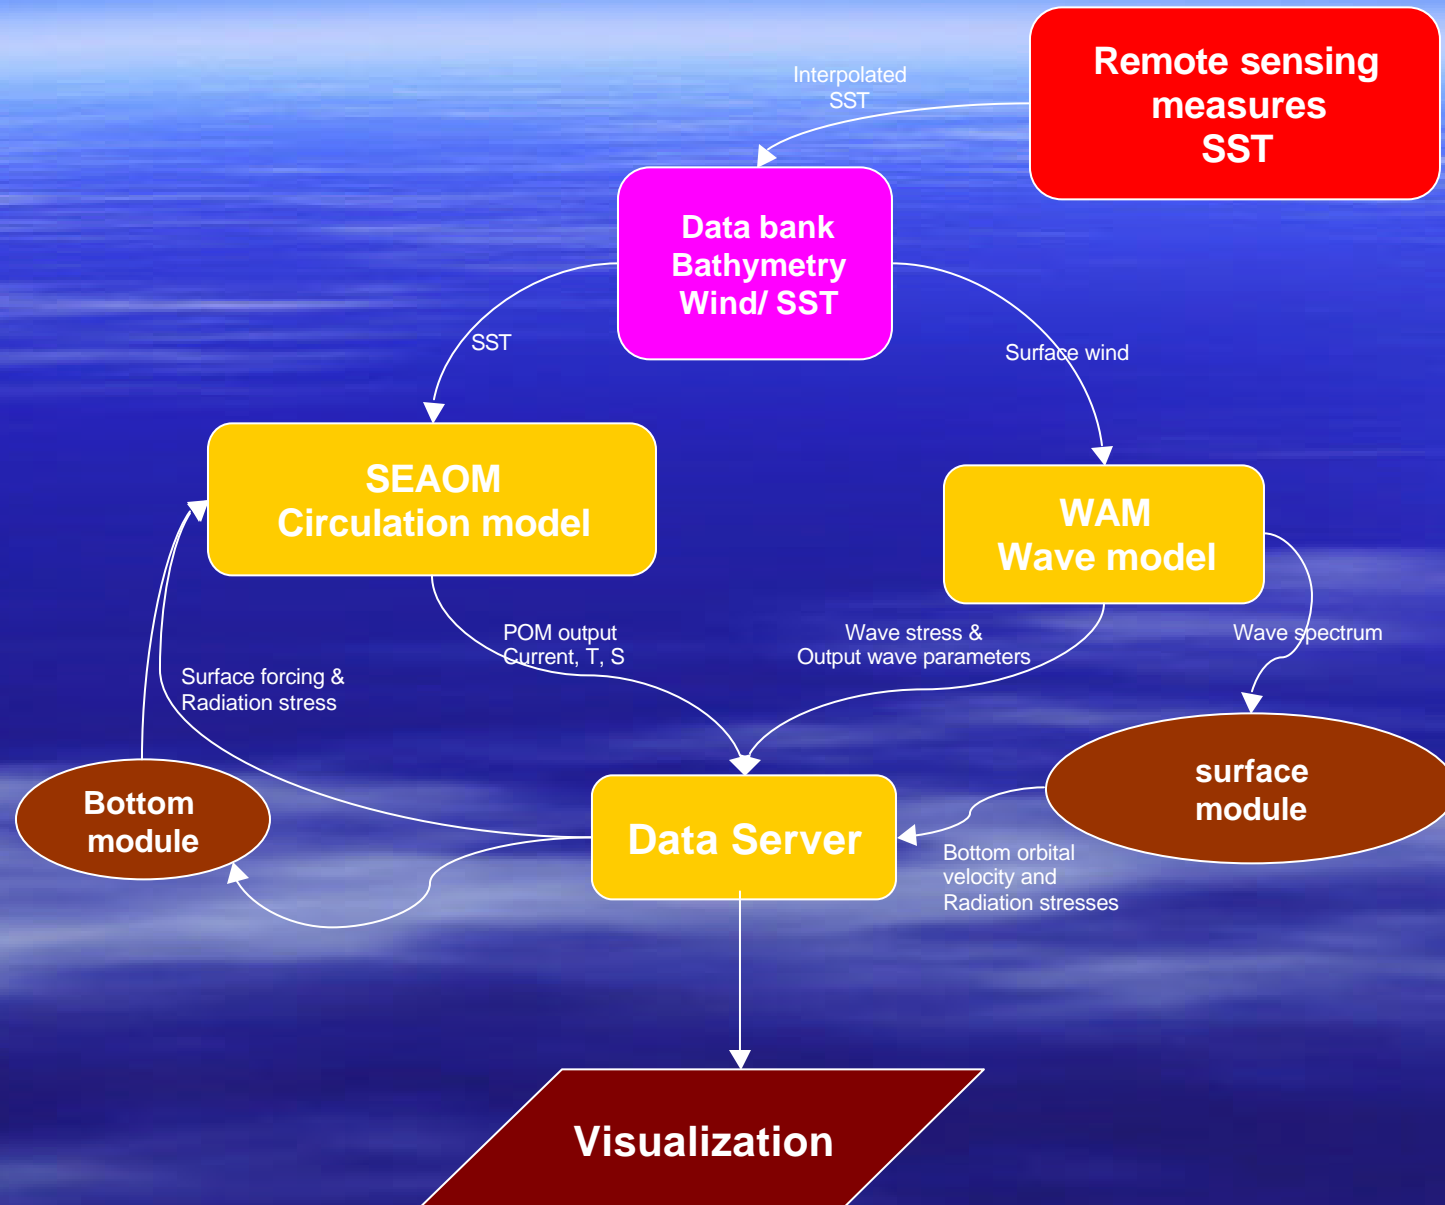 Remote sensing
measures
SST
Interpolated
SST
Data bank
Bathymetry
Wind/ SST
SST
Surface wind
SEAOM
Circulation model
WAM
Wave model
POM output
Current, T, S
Wave stress &
Output wave parameters
Wave spectrum
Surface forcing &
Radiation stress
Bottom
module
Data Server
surface
module
Bottom orbital
velocity and
Radiation stresses
Visualization